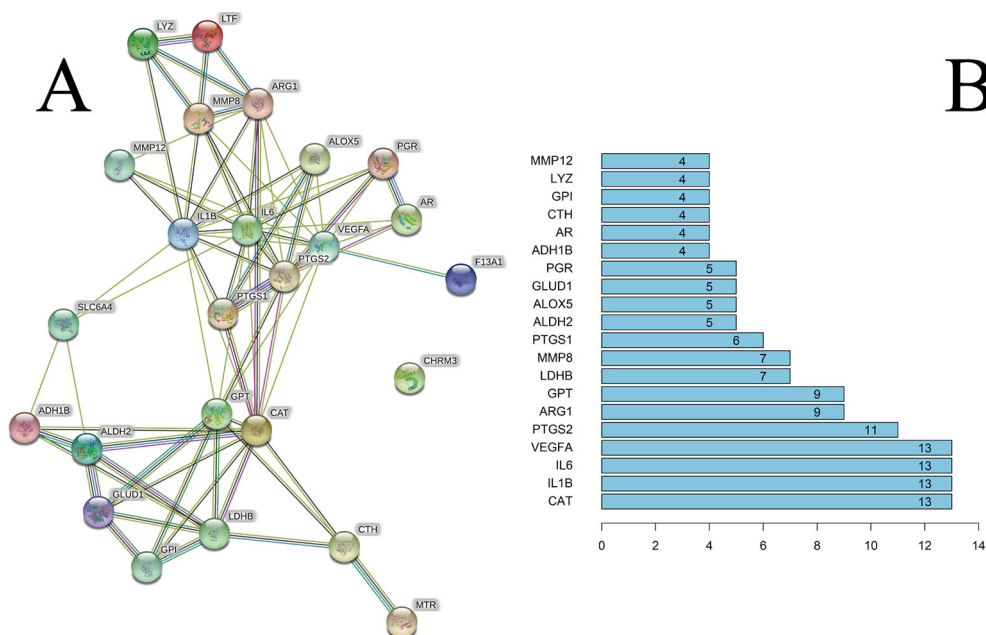 A
LYZ
LTF
ARG1
MMP8
MMP12
ALOX5
PGR
AR
IL1B
IL6
VEGFA
PTGS2
F13A1
PTGS1
SLC6A4
CHRM3
GPT
CAT
ADH1B
ALDH2
GLUD1
LDHB
CTH
GPI
MTR
B
MMP12 4
LYZ 4
GPI 4
CTH 4
AR 4
ADH1B 4
PGR 5
GLUD1 5
ALOX5 5
ALDH2 5
PTGS1 6
MMP8 7
LDHB 7
GPT 9
ARG1 9
PTGS2 11
VEGFA 13
IL6 13
IL1B 13
CAT 13
0 2 4 6 8 10 12 14